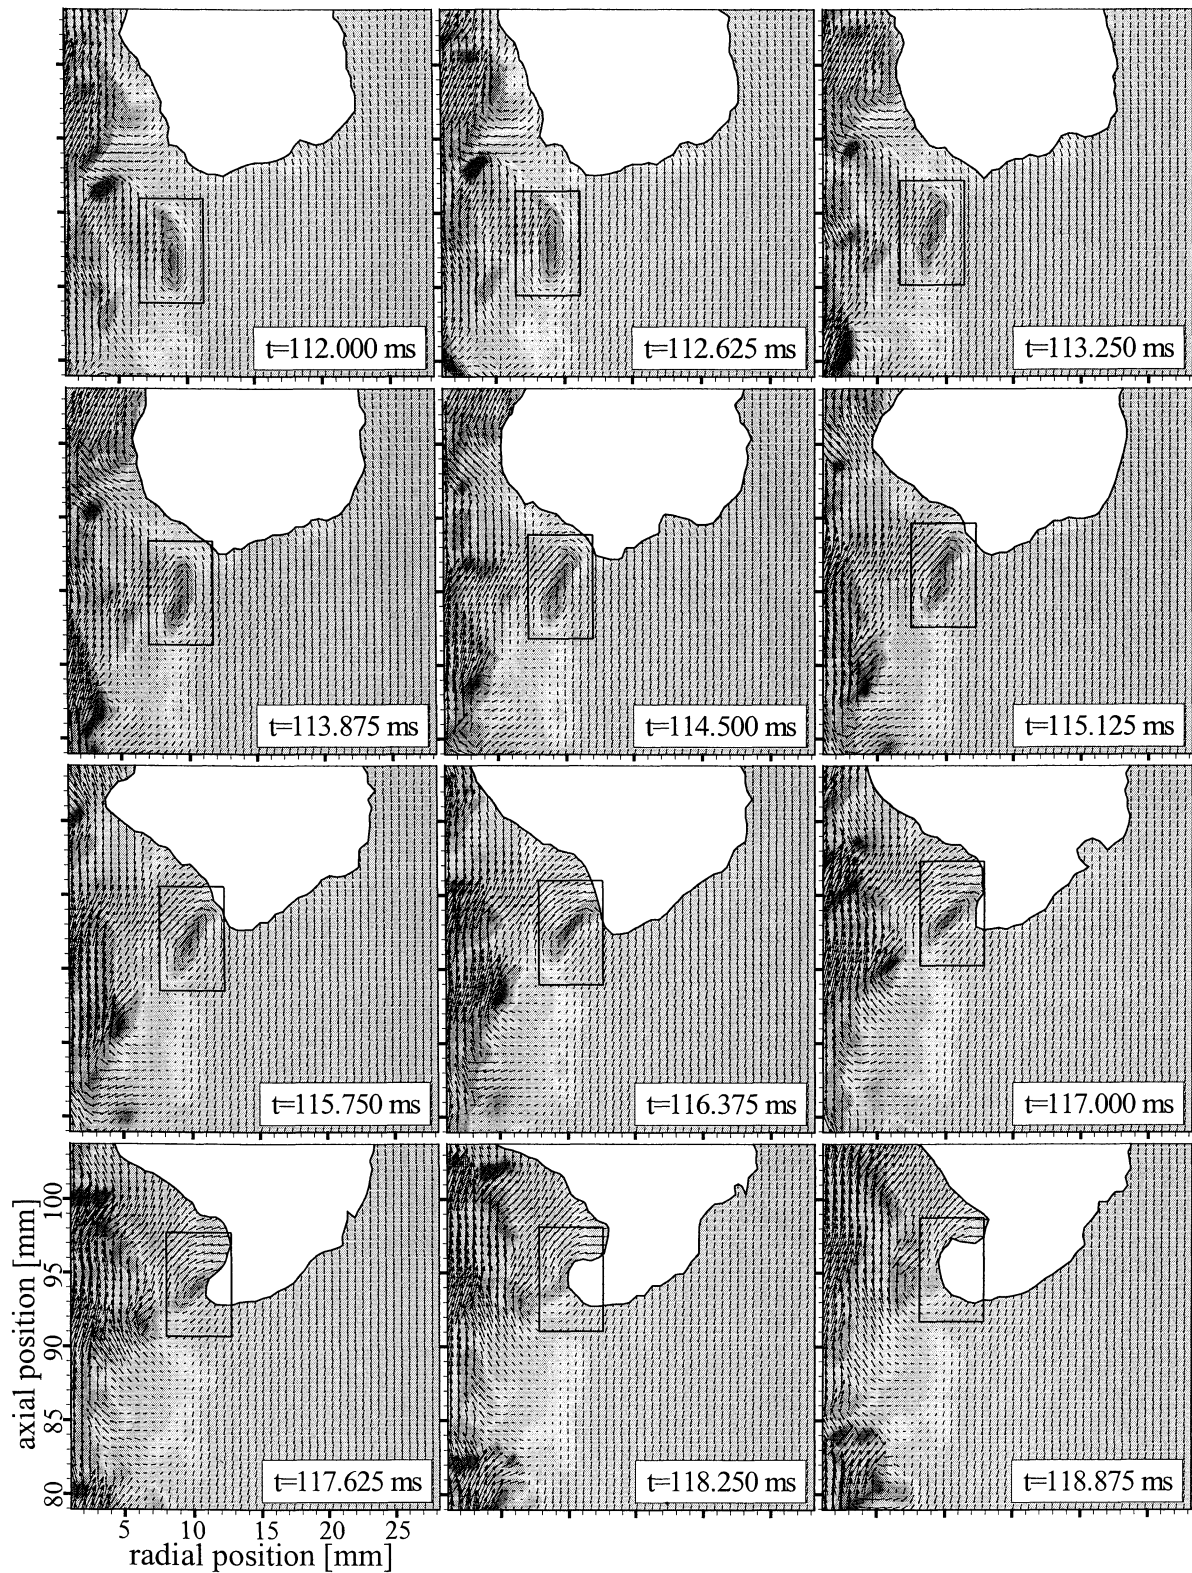 t=112.000 ms
t=112.625 ms
t=113.250 ms
t=113.875 ms
t=114.500 ms
t=115.125 ms
t=115.750 ms
t=116.375 ms
t=117.000 ms
axial position [mm]
100
95
90
85
80
t=117.625 ms
t=118.250 ms
t=118.875 ms
5 10 15 20 25
radial position [mm]